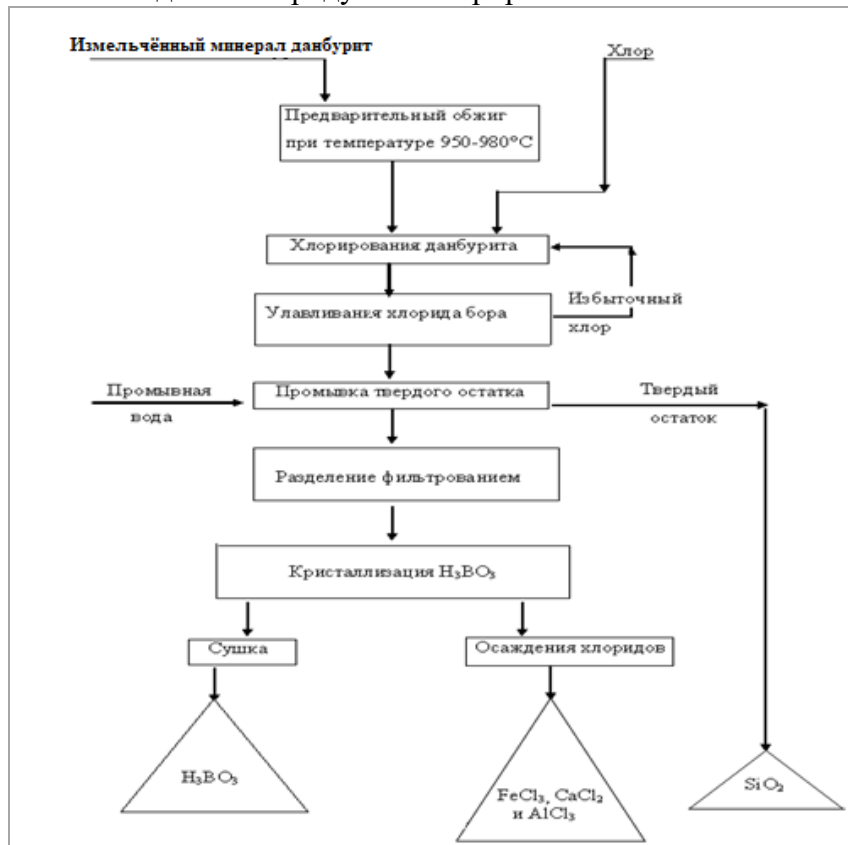 Измельчённый минерал данбурит
Хлор
Предварительный обжиг
при температуре 950-980°С
Хлорирования данбурита
Улавливания хлорида бора
Избыточный
хлор
Промывная
вода
Промывка твердого остатка
Твердый
остаток
Разделение фильтрованием
Кристаллизация H₃BO₃
Сушка
Осаждения хлоридов
H₃BO₃
FeCl₃, CaCl₂
и AlCl₃
SiO₂